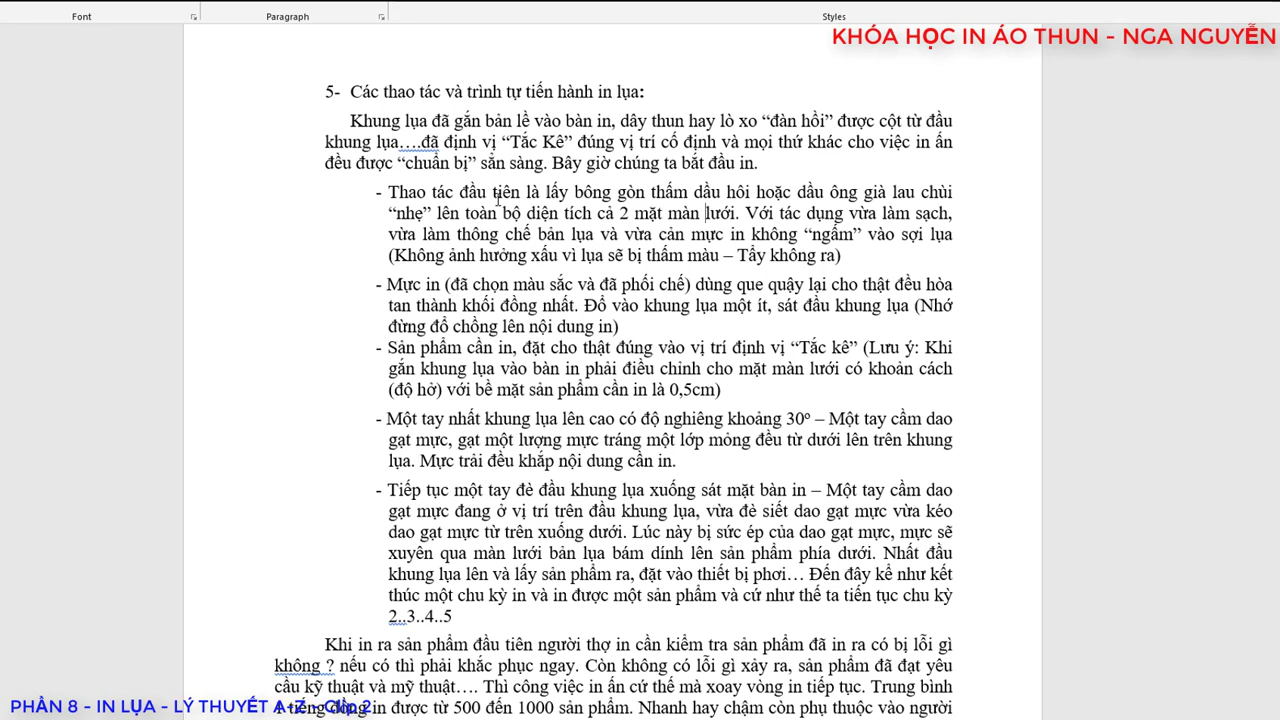 Font
Paragraph
Styles
KHÓA HỌC IN ÁO THUN - NGA NGUYỄN
5- Các thao tác và trình tự tiến hành in lụa:
Khung lụa đã gắn bản lề vào bàn in, dây thun hay lò xo “đàn hồi” được cột từ đầu
khung lụa….đã định vị “Tắc Kê” đúng vị trí cố định và mọi thứ khác cho việc in ấn
đều được “chuẩn bị” sẵn sàng. Bây giờ chúng ta bắt đầu in.
- Thao tác đầu tiên là lấy bông gòn thấm dầu hôi hoặc dầu ông già lau chùi
“nhẹ” lên toàn bộ diện tích cả 2 mặt màn lưới. Với tác dụng vừa làm sạch,
vừa làm thông chế bản lụa và vừa cản mực in không “ngấm” vào sợi lụa
(Không ảnh hưởng xấu vì lụa sẽ bị thấm màu – Tẩy không ra)
- Mực in (đã chọn màu sắc và đã phối chế) dùng que quậy lại cho thật đều hòa
tan thành khối đồng nhất. Đổ vào khung lụa một ít, sát đầu khung lụa (Nhớ
đừng đổ chồng lên nội dung in)
- Sản phẩm cần in, đặt cho thật đúng vào vị trí định vị “Tắc kê” (Lưu ý: Khi
gắn khung lụa vào bàn in phải điều chỉnh cho mặt màn lưới có khoản cách
(độ hở) với bề mặt sản phẩm cần in là 0,5cm)
- Một tay nhất khung lụa lên cao có độ nghiêng khoảng 30º – Một tay cầm dao
gạt mực, gạt một lượng mực tráng một lớp mỏng đều từ dưới lên trên khung
lụa. Mực trải đều khắp nội dung cần in.
- Tiếp tục một tay đè đầu khung lụa xuống sát mặt bàn in – Một tay cầm dao
gạt mực đang ở vị trí trên đầu khung lụa, vừa đè siết dao gạt mực vừa kéo
dao gạt mực từ trên xuống dưới. Lúc này bị sức ép của dao gạt mực, mực sẽ
xuyên qua màn lưới bản lụa bám dính lên sản phẩm phía dưới. Nhất đầu
khung lụa lên và lấy sản phẩm ra, đặt vào thiết bị phơi… Đến đây kể như kết
thúc một chu kỳ in và in được một sản phẩm và cứ như thế ta tiến tục chu kỳ
2..3..4..5
Khi in ra sản phẩm đầu tiên người thợ in cần kiểm tra sản phẩm đã in ra có bị lỗi gì
không ? nếu có thì phải khắc phục ngay. Còn không có lỗi gì xảy ra, sản phẩm đã đạt yêu
cầu kỹ thuật và mỹ thuật…. Thì công việc in ấn cứ thế mà xoay vòng in tiếp tục. Trung bình
1 tiếng đồng in được từ 500 đến 1000 sản phẩm. Nhanh hay chậm còn phụ thuộc vào người
PHẦN 8 - IN LỤA - LÝ THUYẾT A-Z - Clip 2